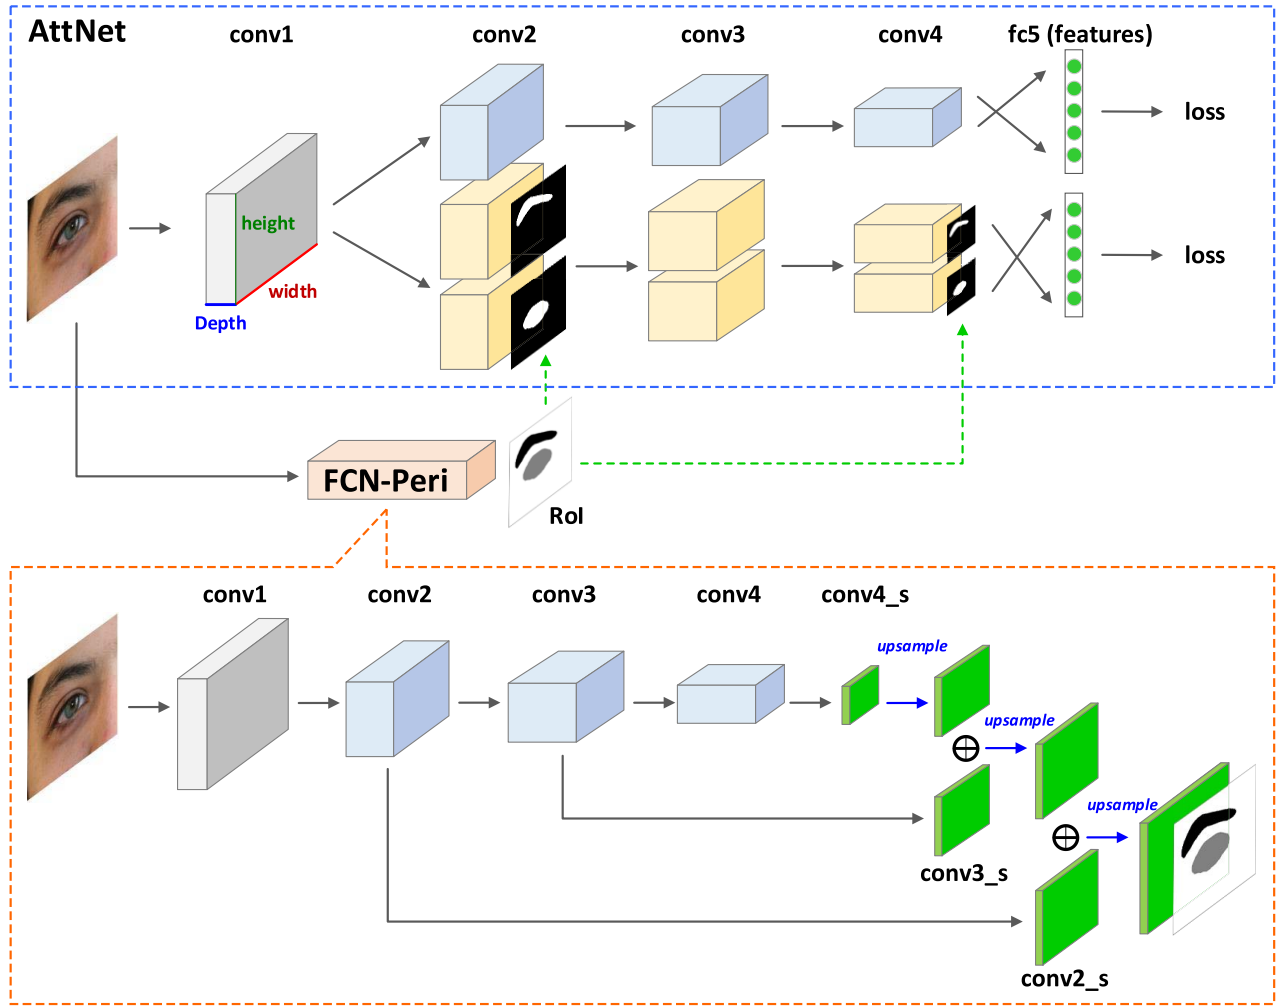 AttNet
conv1
conv2
conv3
conv4
fc5 (features)
loss
height
width
Depth
loss
FCN-Peri
RoI
conv1
conv2
conv3
conv4
conv4_s
upsample
upsample
upsample
conv3_s
conv2_s